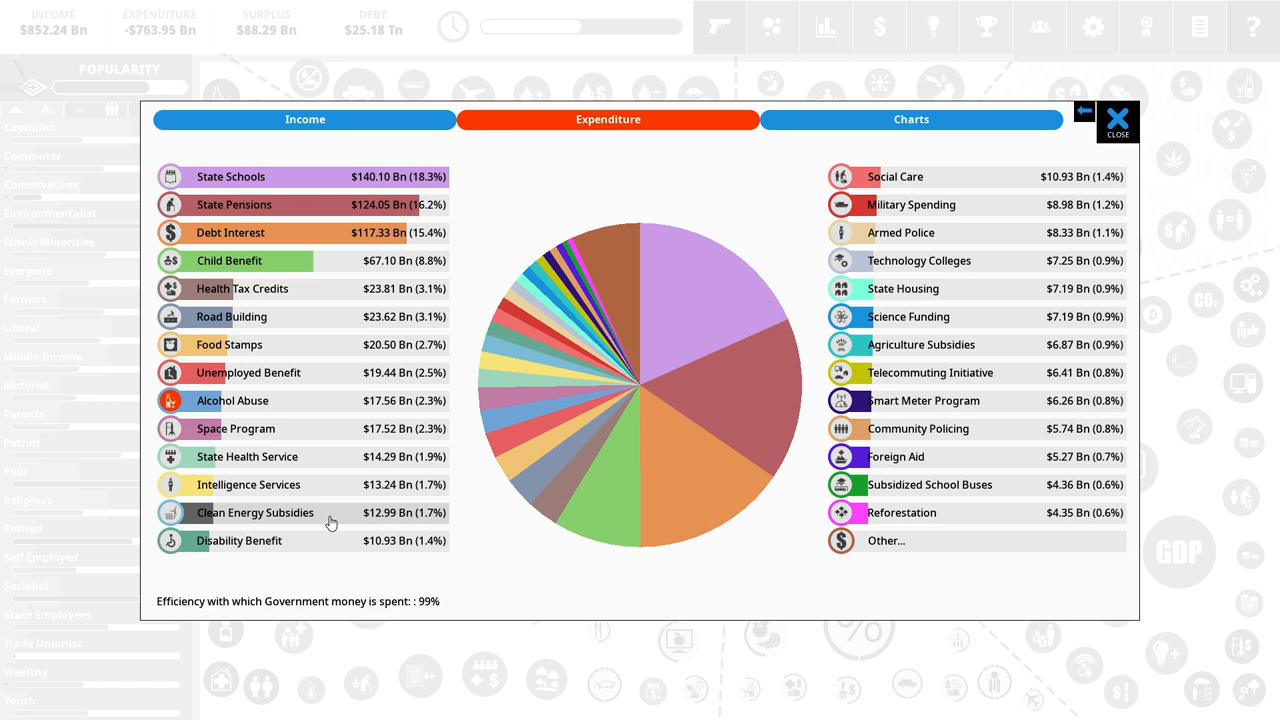 INCOME
$852.24 Bn
EXPENDITURE
-$763.95 Bn
SURPLUS
$88.29 Bn
DEBT
$25.18 Tn
?
POPULARITY
Capitalist
Commuter
Conservatives
Environmentalist
Ethnic Minorities
Everyone
Farmers
Liberal
Middle Income
Motorist
Parents
Patriot
Poor
Religious
Retired
Self Employed
Socialist
State Employees
Trade Unionist
Wealthy
Youth
Income
Expenditure
Charts
CLOSE
State Schools $140.10 Bn (18.3%)
State Pensions $124.05 Bn (16.2%)
Debt Interest $117.33 Bn (15.4%)
Child Benefit $67.10 Bn (8.8%)
Health Tax Credits $23.81 Bn (3.1%)
Road Building $23.62 Bn (3.1%)
Food Stamps $20.50 Bn (2.7%)
Unemployed Benefit $19.44 Bn (2.5%)
Alcohol Abuse $17.56 Bn (2.3%)
Space Program $17.52 Bn (2.3%)
State Health Service $14.29 Bn (1.9%)
Intelligence Services $13.24 Bn (1.7%)
Clean Energy Subsidies $12.99 Bn (1.7%)
Disability Benefit $10.93 Bn (1.4%)
Social Care $10.93 Bn (1.4%)
Military Spending $8.98 Bn (1.2%)
Armed Police $8.33 Bn (1.1%)
Technology Colleges $7.25 Bn (0.9%)
State Housing $7.19 Bn (0.9%)
Science Funding $7.19 Bn (0.9%)
Agriculture Subsidies $6.87 Bn (0.9%)
Telecommuting Initiative $6.41 Bn (0.8%)
Smart Meter Program $6.26 Bn (0.8%)
Community Policing $5.74 Bn (0.8%)
Foreign Aid $5.27 Bn (0.7%)
Subsidized School Buses $4.36 Bn (0.6%)
Reforestation $4.35 Bn (0.6%)
Other...
Efficiency with which Government money is spent: : 99%
CO₂
GDP
%